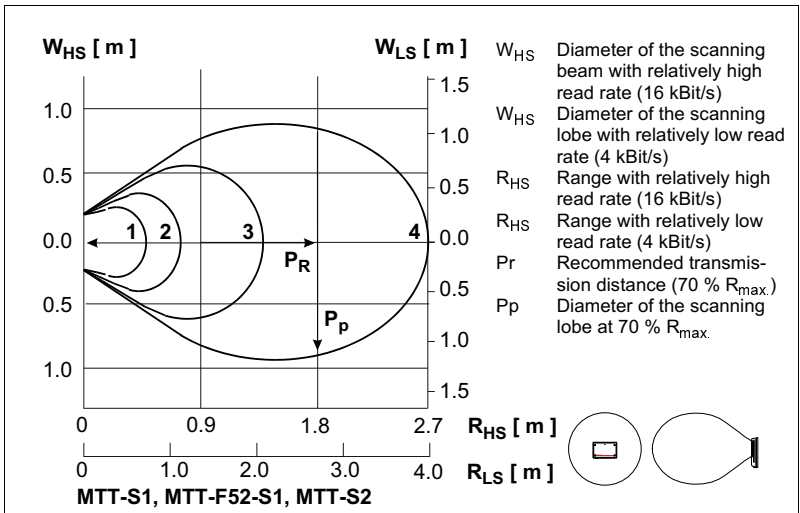 W_HS [ m ]
W_LS [ m ]
1.0
0.5
0.0
0.5
1.0
1.5
1.0
0.5
0.0
0.5
1.0
1.5
1
2
3
4
P_R
P_p
0 0.9 1.8 2.7 R_HS [ m ]
0 1.0 2.0 3.0 4.0 R_LS [ m ]
MTT-S1, MTT-F52-S1, MTT-S2
W_HS Diameter of the scanning
beam with relatively high
read rate (16 kBit/s)
W_HS Diameter of the scanning
lobe with relatively low read
rate (4 kBit/s)
R_HS Range with relatively high
read rate (16 kBit/s)
R_HS Range with relatively low
read rate (4 kBit/s)
Pr Recommended transmis-
sion distance (70 % R_max.)
Pp Diameter of the scanning
lobe at 70 % R_max.